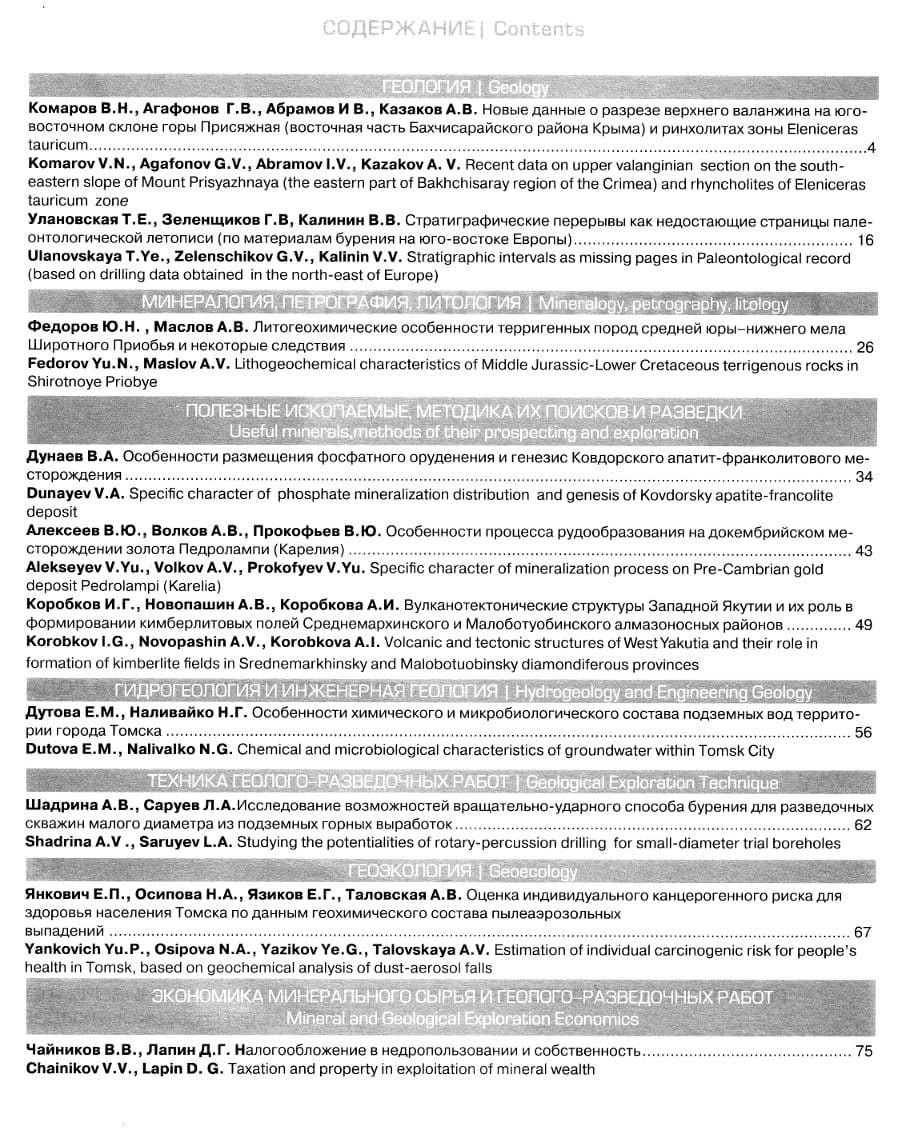 СОДЕРЖАНИЕ| Contents
ГЕОЛОГИЯ | Geology
Комаров В.Н., Агафонов Г.В., Абрамов И В., Казаков А.В. Новые данные о разрезе верхнего валанжина на юго-
восточном склоне горы Присяжная (восточная часть Бахчисарайского района Крыма) и ринхолитах зоны Eleniceras
tauricum....................4
Komarov V.N., Agafonov G.V., Abramov I.V., Kazakov A. V. Recent data on upper valanginian section on the south-
eastern slope of Mount Prisyazhnaya (the eastern part of Bakhchisaray region of the Crimea) and rhyncholites of Eleniceras
tauricum zone
Улановская Т.Е., Зеленщиков Г.В, Калинин В.В. Стратиграфические перерывы как недостающие страницы пале-
онтологической летописи (по материалам бурения на юго-востоке Европы).................... 16
Ulanovskaya T.Ye., Zelenschikov G.V., Kalinin V.V. Stratigraphic intervals as missing pages in Paleontological record
(based on drilling data obtained in the north-east of Europe)
МИНЕРАЛОГИЯ, ПЕТРОГРАФИЯ, ЛИТОЛОГИЯ | Mineralogy, petrography, litology
Федоров Ю.Н. , Маслов А.В. Литогеохимические особенности терригенных пород средней юры–нижнего мела
Широтного Приобья и некоторые следствия .................... 26
Fedorov Yu.N., Maslov A.V. Lithogeochemical characteristics of Middle Jurassic-Lower Cretaceous terrigenous rocks in
Shirotnoye Priobye
ПОЛЕЗНЫЕ ИСКОПАЕМЫЕ, МЕТОДИКА ИХ ПОИСКОВ И РАЗВЕДКИ
Useful minerals,methods of their prospecting and exploration
Дунаев В.А. Особенности размещения фосфатного оруденения и генезис Ковдорского апатит-франколитового ме-
сторождения .................... 34
Dunayev V.A. Specific character of phosphate mineralization distribution and genesis of Kovdorsky apatite-francolite
deposit
Алексеев В.Ю., Волков А.В., Прокофьев В.Ю. Особенности процесса рудообразования на докембрийском ме-
сторождении золота Педролампи (Карелия) .................... 43
Alekseyev V.Yu., Volkov A.V., Prokofyev V.Yu. Specific character of mineralization process on Pre-Cambrian gold
deposit Pedrolampi (Karelia)
Коробков И.Г., Новопашин А.В., Коробкова А.И. Вулканотектонические структуры Западной Якутии и их роль в
формировании кимберлитовых полей Среднемархинского и Малоботуобинского алмазоносных районов .............. 49
Korobkov I.G., Novopashin A.V., Korobkova A.I. Volcanic and tectonic structures of West Yakutia and their role in
formation of kimberlite fields in Srednemarkhinsky and Malobotuobinsky diamondiferous provinces
ГИДРОГЕОЛОГИЯ И ИНЖЕНЕРНАЯ ГЕОЛОГИЯ | Hydrogeology and Engineering Geology
Дутова Е.М., Наливайко Н.Г. Особенности химического и микробиологического состава подземных вод террито-
рии города Томска .................... 56
Dutova E.M., Nalivalko N.G. Chemical and microbiological characteristics of groundwater within Tomsk City
ТЕХНИКА ГЕОЛОГО–РАЗВЕДОЧНЫХ РАБОТ | Geological Exploration Technique
Шадрина А.В., Саруев Л.А.Исследование возможностей вращательно-ударного способа бурения для разведочных
скважин малого диаметра из подземных горных выработок.................... 62
Shadrina A.V ., Saruyev L.A. Studying the potentialities of rotary-percussion drilling for small-diameter trial boreholes
ГЕОЭКОЛОГИЯ | Geoecology
Янкович Е.П., Осипова Н.А., Язиков Е.Г., Таловская А.В. Оценка индивидуального канцерогенного риска для
здоровья населения Томска по данным геохимического состава пылеаэрозольных
выпадений .................... 67
Yankovich Yu.P., Osipova N.A., Yazikov Ye.G., Talovskaya A.V. Estimation of individual carcinogenic risk for people's
health in Tomsk, based on geochemical analysis of dust-aerosol falls
ЭКОНОМИКА МИНЕРАЛЬНОГО СЫРЬЯ И ГЕОЛОГО–РАЗВЕДОЧНЫХ РАБОТ
Mineral and Geological Exploration Economics
Чайников В.В., Лапин Д.Г. Налогообложение в недропользовании и собственность.................... 75
Chainikov V.V., Lapin D. G. Taxation and property in exploitation of mineral wealth